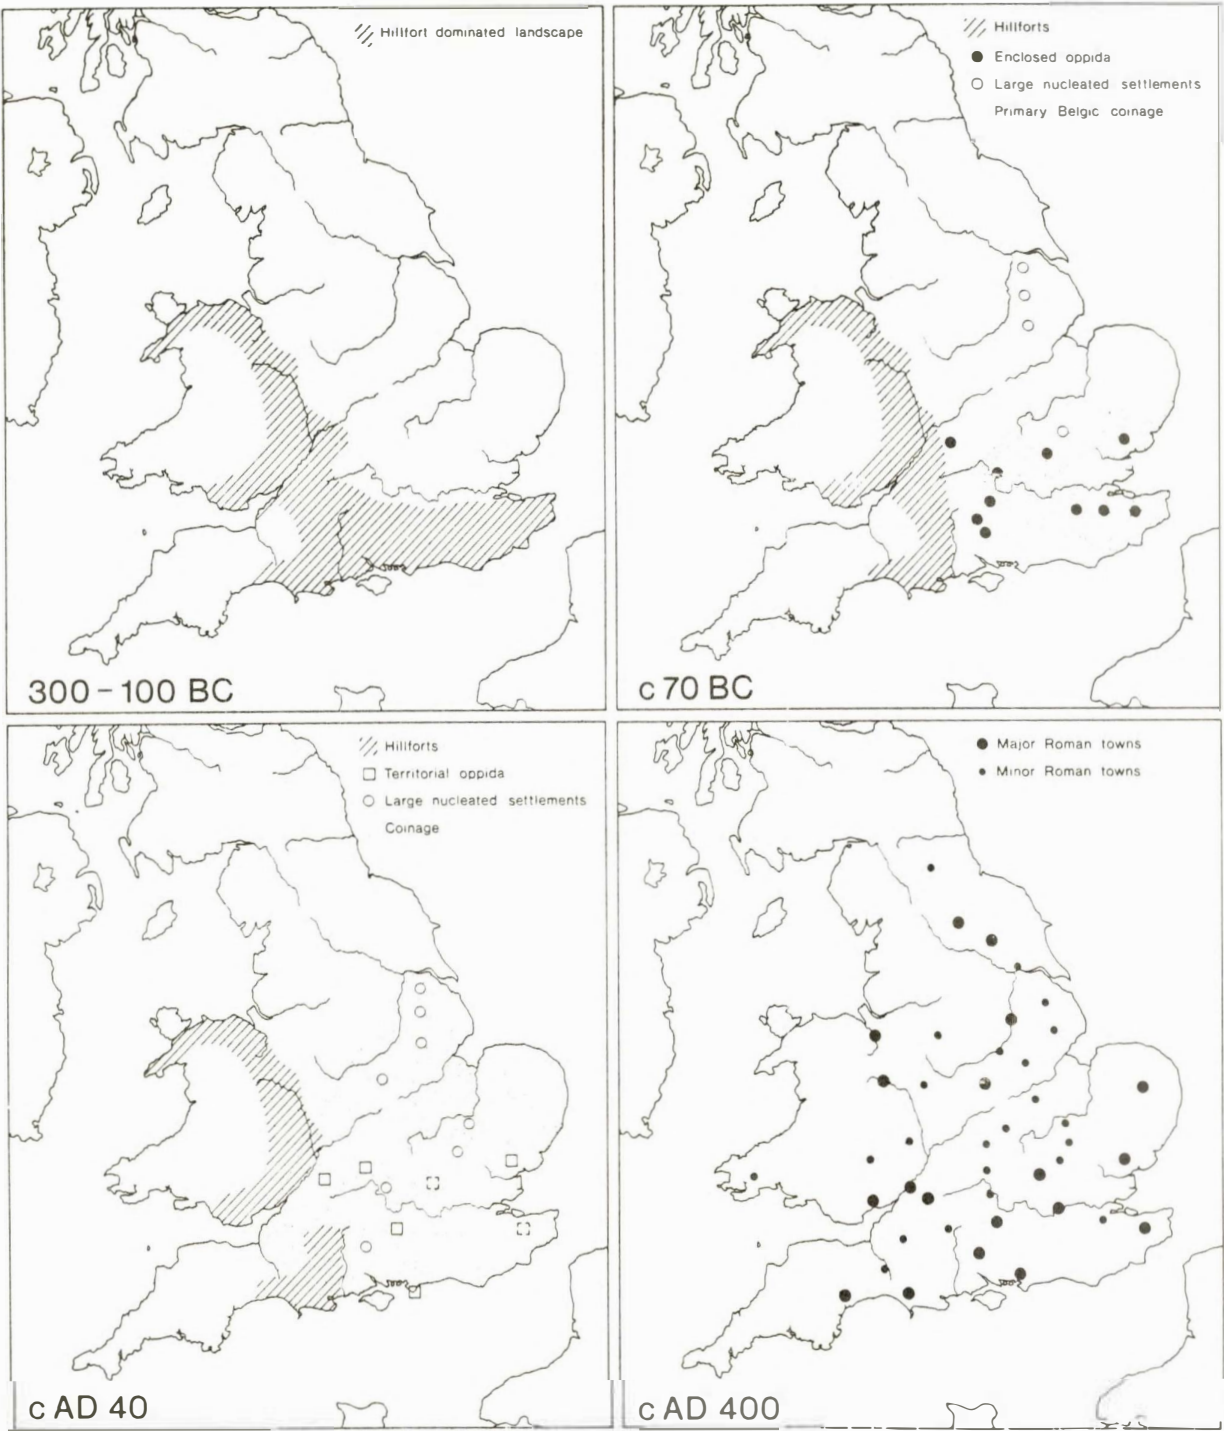 Hillfort dominated landscape
300 – 100 BC
Hillforts
Enclosed oppida
Large nucleated settlements
Primary Belgic coinage
c 70 BC
Hillforts
Territorial oppida
Large nucleated settlements
Coinage
c AD 40
Major Roman towns
Minor Roman towns
c AD 400